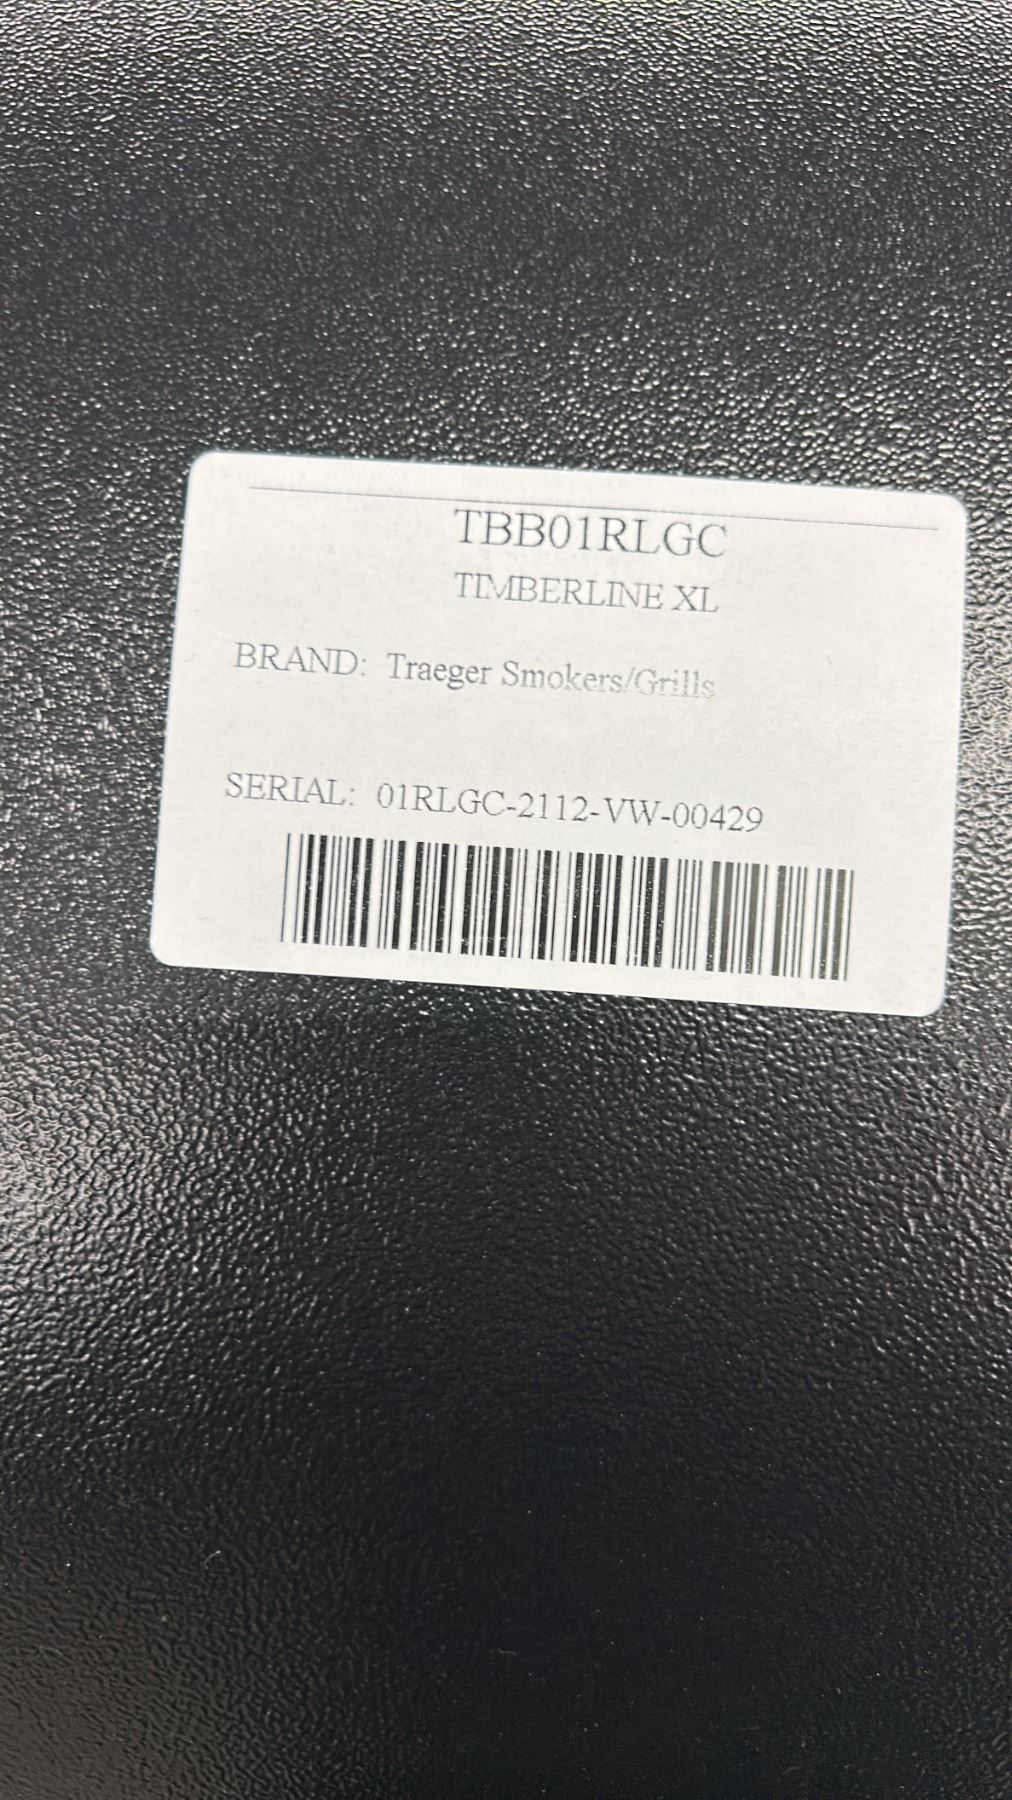 TBB01RLGC
TIMBERLINE XL
BRAND: Traeger Smokers/Grills
SERIAL: 01RLGC-2112-VW-00429